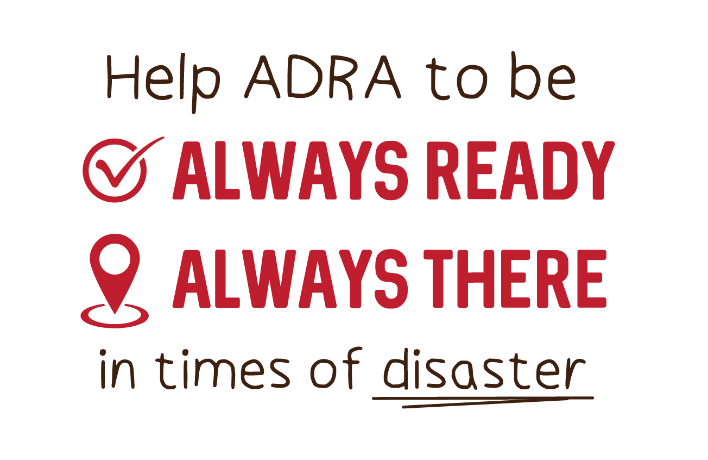 Help ADRA to be
ALWAYS READY
ALWAYS THERE
in times of disaster